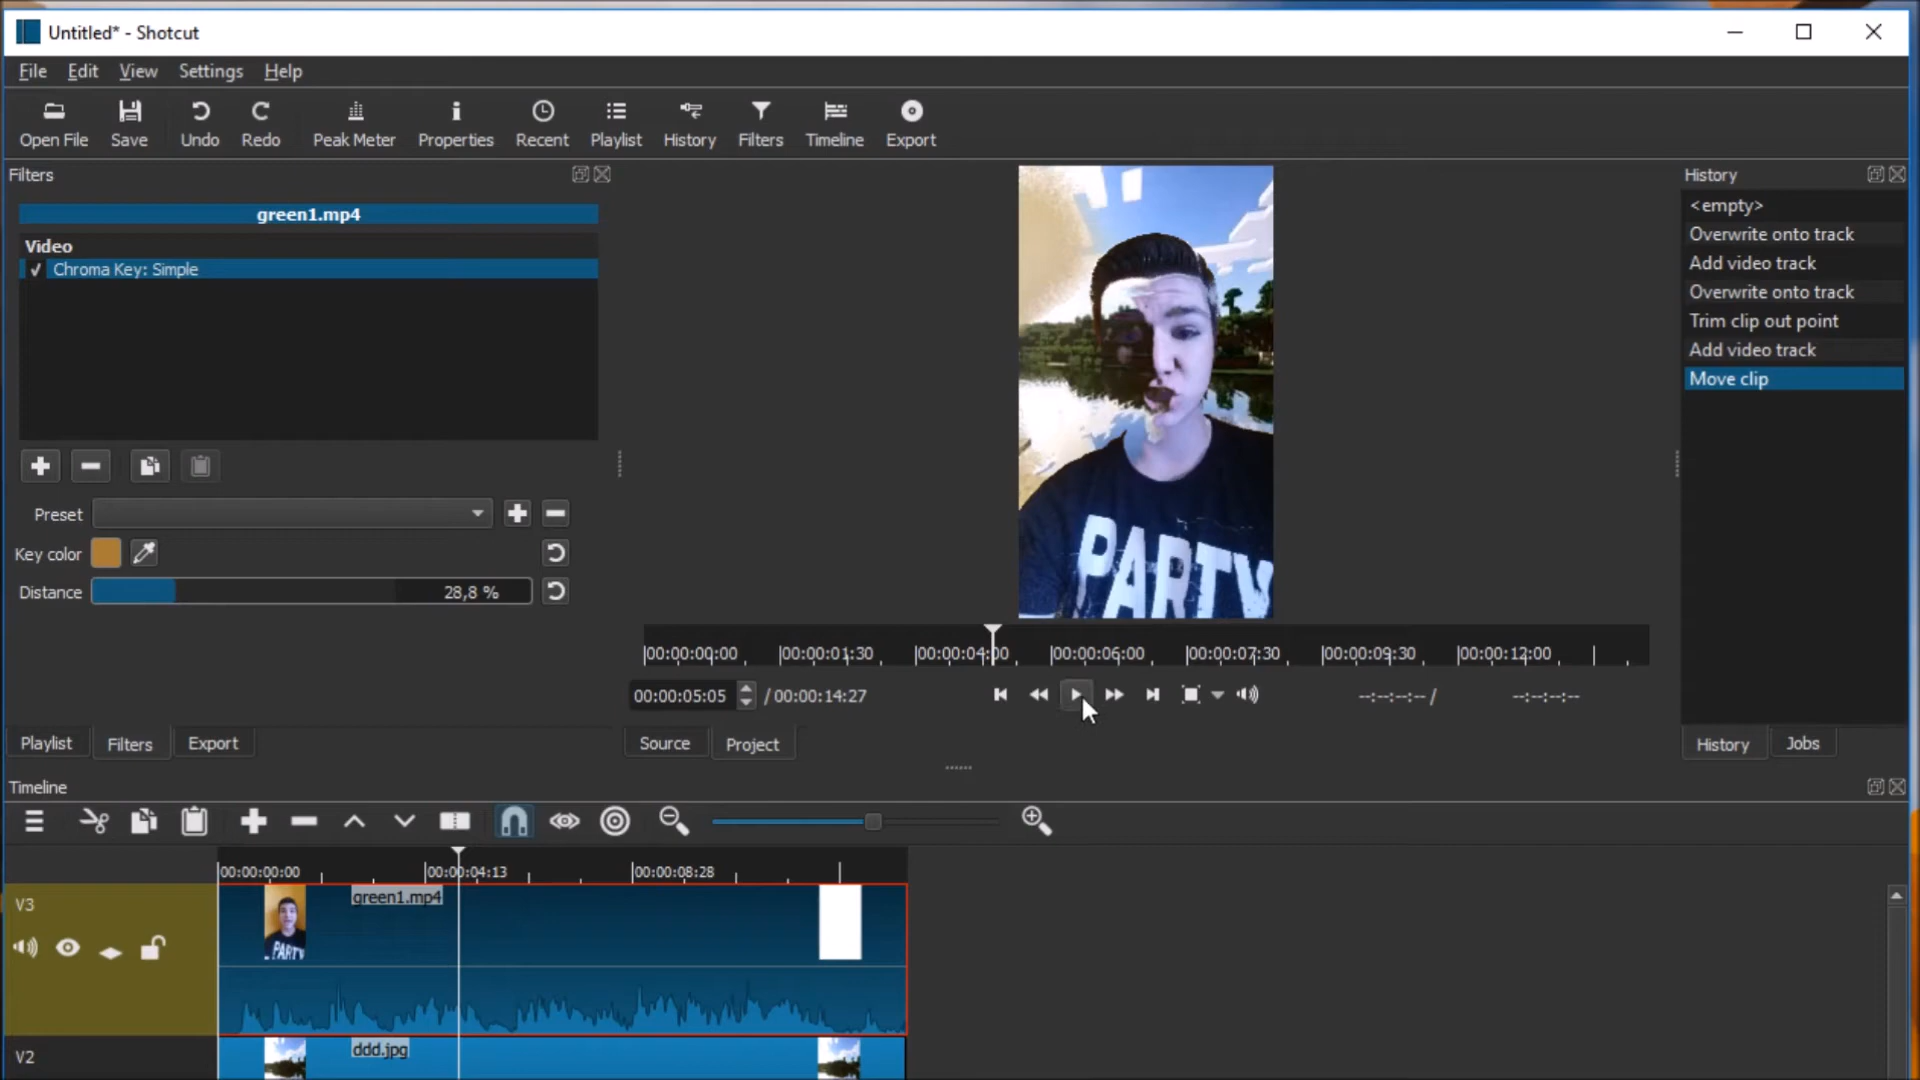 Untitled* - Shotcut
File Edit View Settings Help
Open File Save Undo Redo Peak Meter Properties Recent Playlist History Filters Timeline Export
Filters
History
green1.mp4
Video
✓ Chroma Key: Simple
Preset
Key color
Distance 28,8 %
<empty>
Overwrite onto track
Add video track
Overwrite onto track
Trim clip out point
Add video track
Move clip
PARTY
00:00:00:00 00:00:01:30 00:00:04:00 00:00:06:00 00:00:07:30 00:00:09:30 00:00:12:00
00:00:05:05 / 00:00:14:27 --:--:--:-- / --:--:--:--
Playlist Filters Export
Source Project
History Jobs
Timeline
00:00:00:00 00:00:04:13 00:00:08:28
V3
green1.mp4
PARTY
V2
ddd.jpg